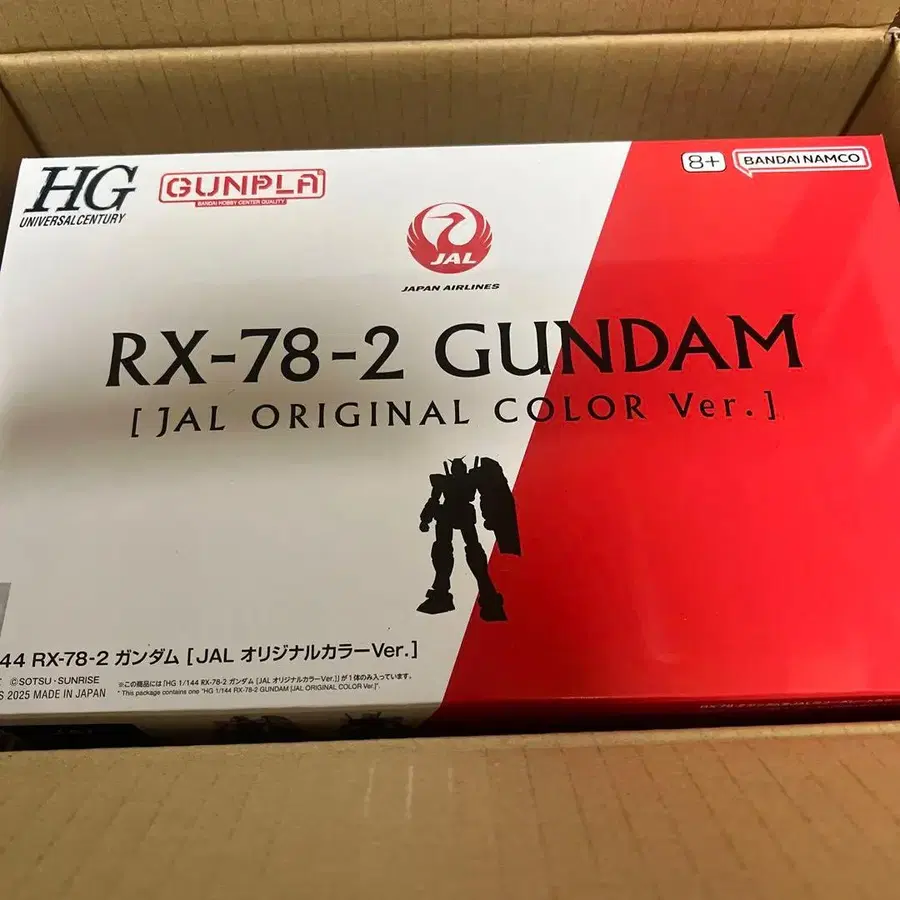 HG
UNIVERSAL CENTURY
GUNPLA
BANDAI HOBBY CENTER QUALITY
8+
BANDAI NAMCO
JAL
JAPAN AIRLINES
RX-78-2 GUNDAM
[JAL ORIGINAL COLOR Ver.]
44 RX-78-2 ガンダム [JAL オリジナルカラーVer.]
©SOTSU・SUNRISE
2025 MADE IN JAPAN
※この商品には「HG 1/144 RX-78-2 ガンダム [JAL オリジナルカラーVer.]」が1体のみ入っています。
* This package contains one "HG 1/144 RX-78-2 GUNDAM [JAL ORIGINAL COLOR Ver.]".